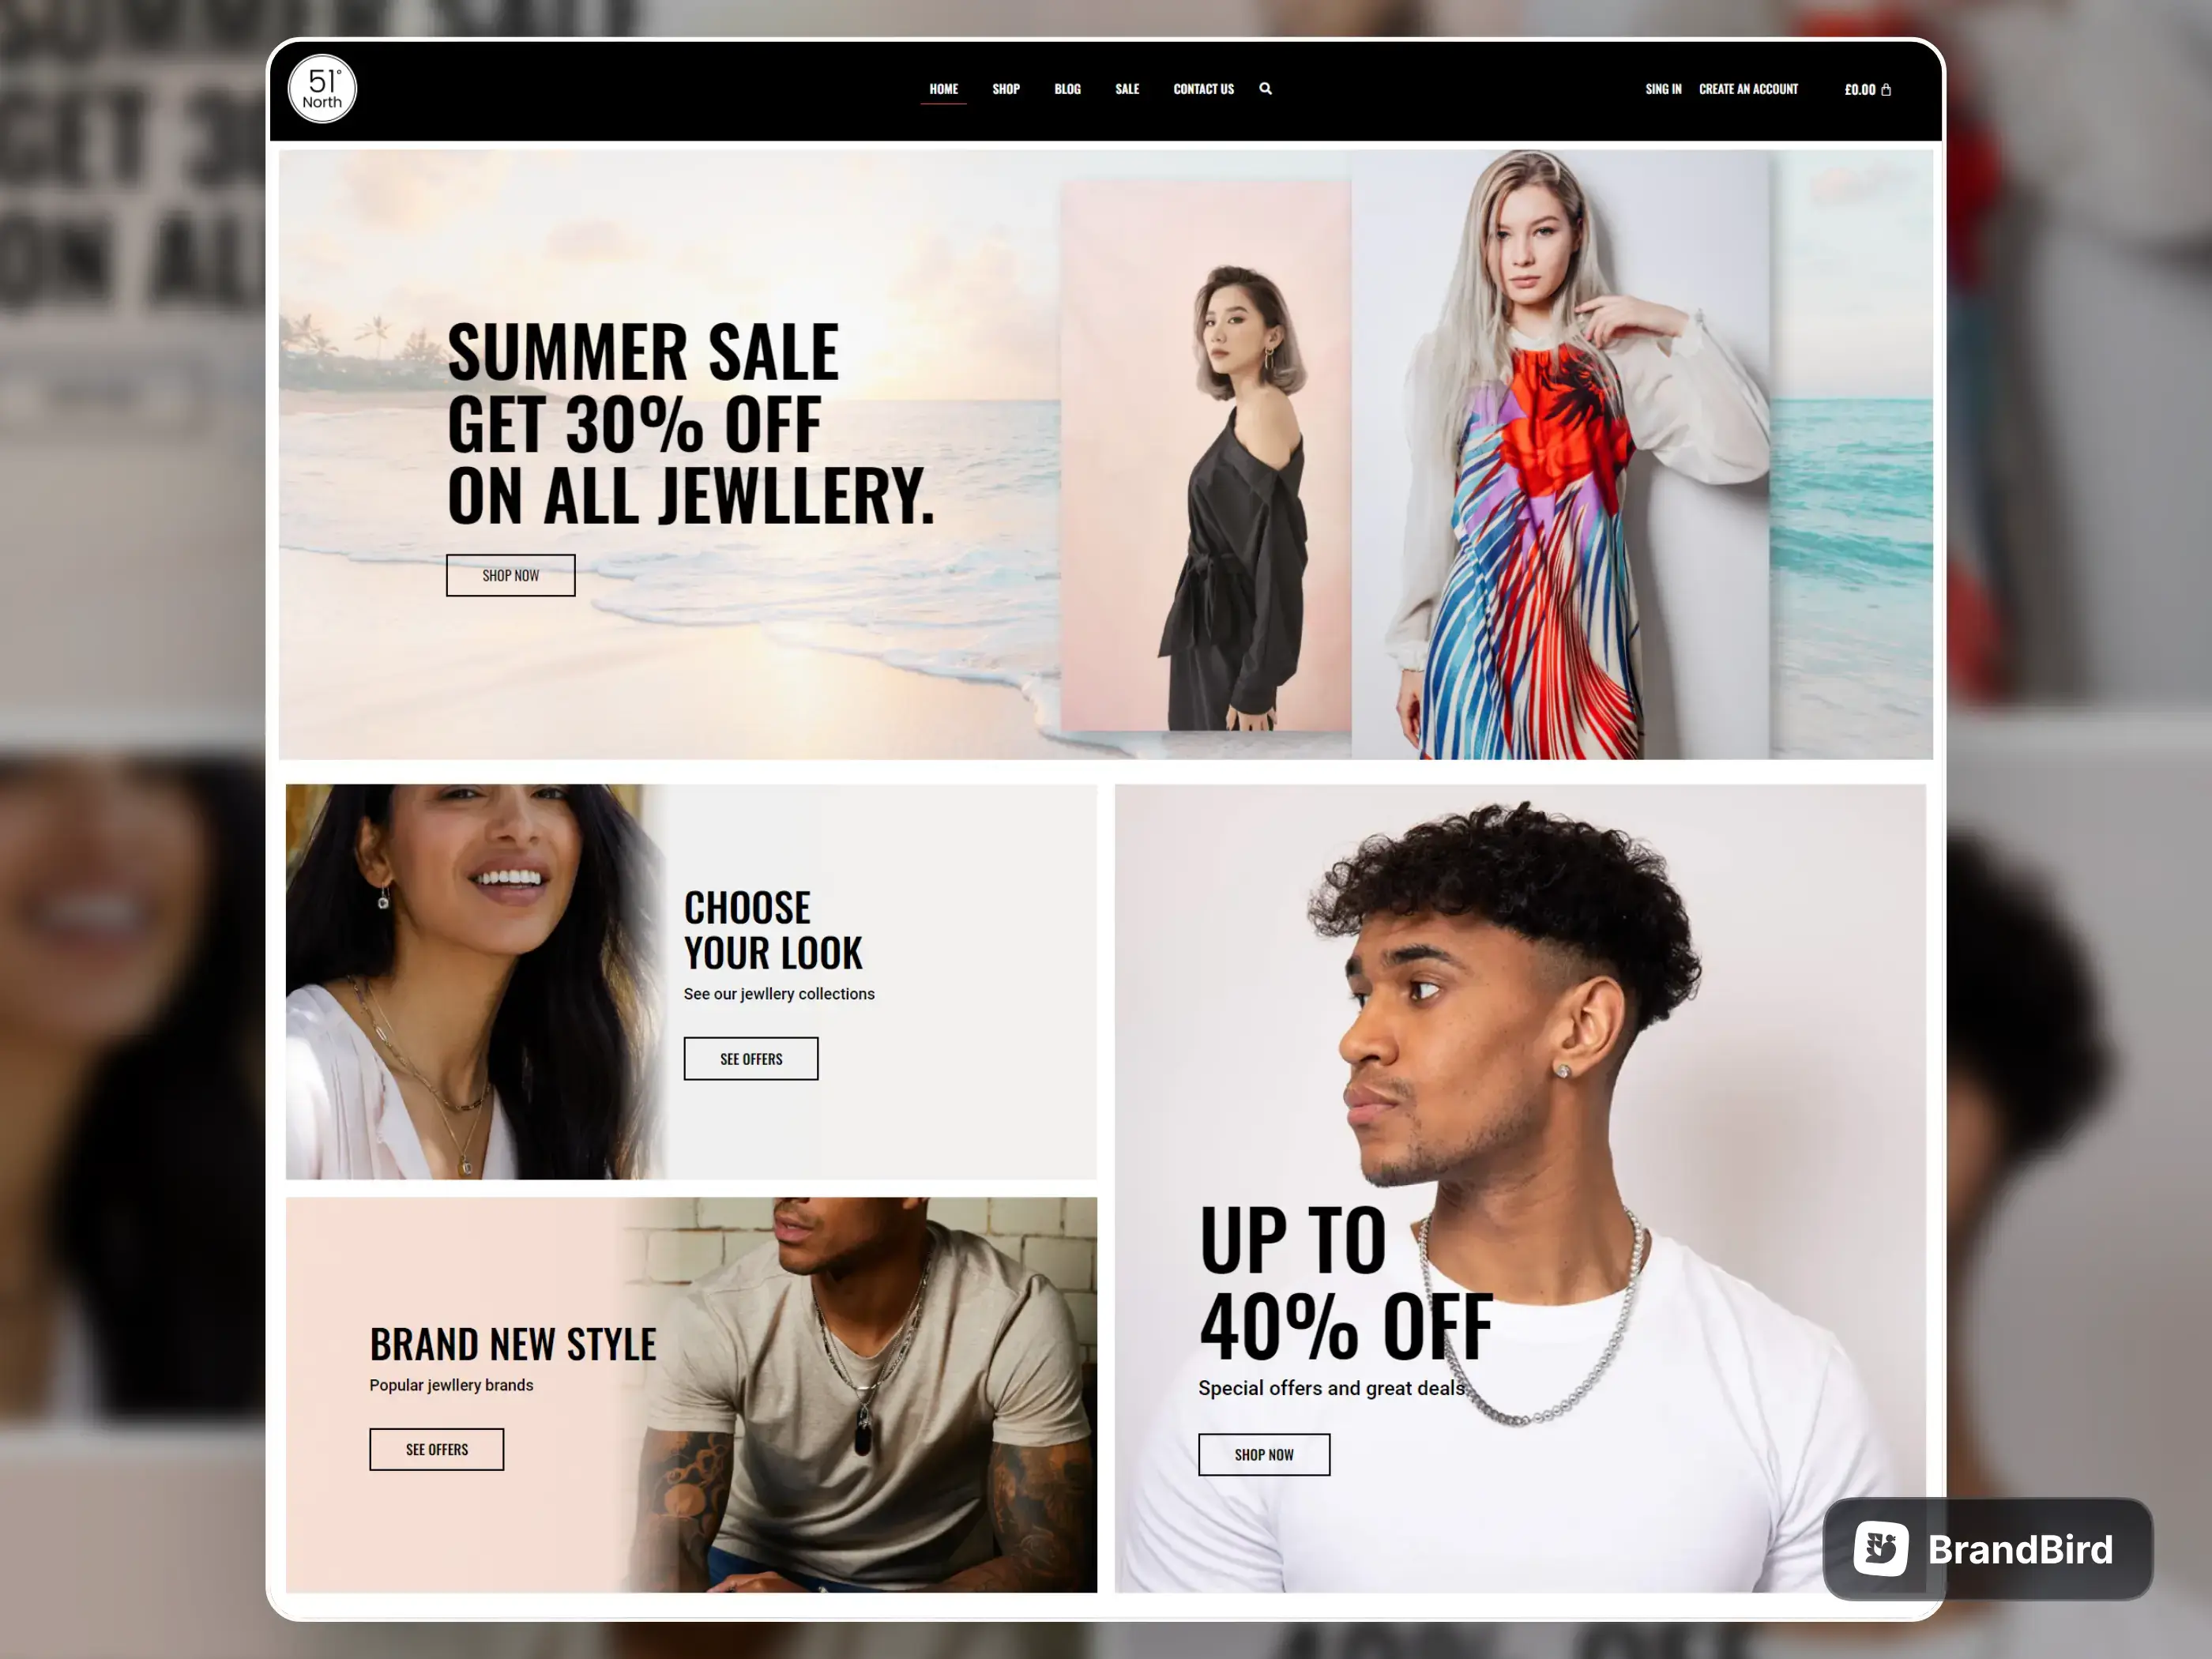 51°
North
HOME SHOP BLOG SALE CONTACT US
SING IN CREATE AN ACCOUNT £0.00
SUMMER SALE
GET 30% OFF
ON ALL JEWLLERY.
SHOP NOW
CHOOSE
YOUR LOOK
See our jewllery collections
SEE OFFERS
BRAND NEW STYLE
Popular jewllery brands
SEE OFFERS
UP TO
40% OFF
Special offers and great deals
SHOP NOW
BrandBird